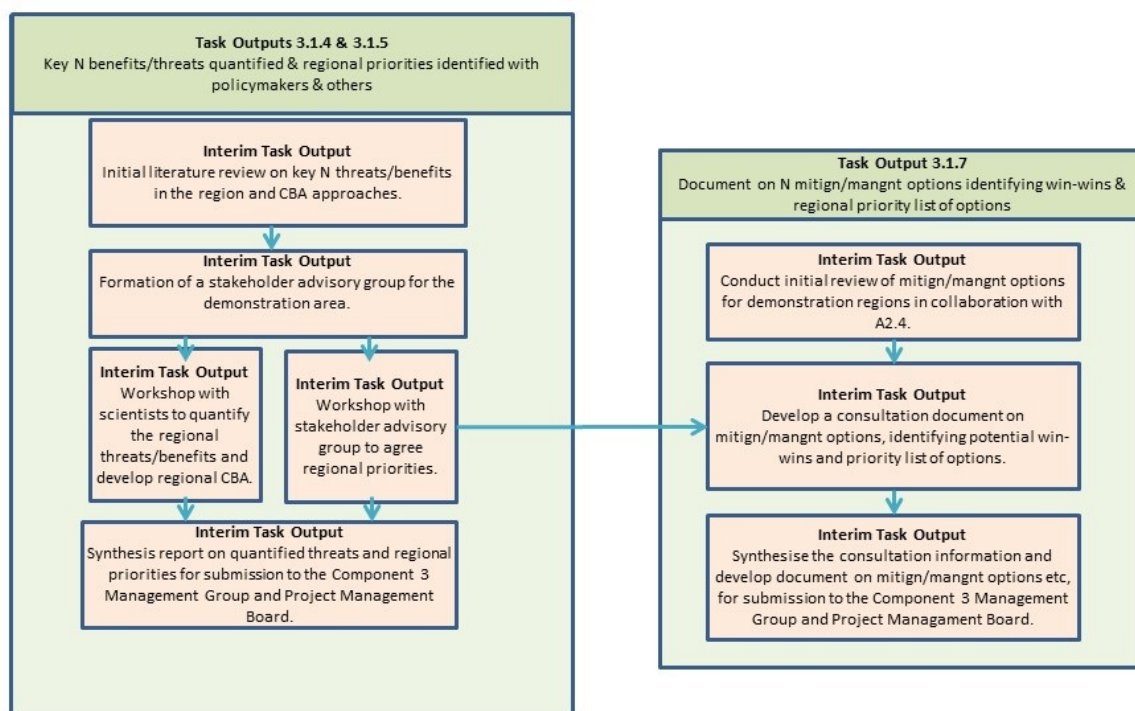 Task Outputs 3.1.4 & 3.1.5
Key N benefits/threats quantified & regional priorities identified with
policymakers & others
Interim Task Output
Initial literature review on key N threats/benefits
in the region and CBA approaches.
Interim Task Output
Formation of a stakeholder advisory group for the
demonstration area.
Interim Task Output
Workshop with
scientists to quantify
the regional
threats/benefits and
develop regional CBA.
Interim Task Output
Workshop with
stakeholder advisory
group to agree
regional priorities.
Interim Task Output
Synthesis report on quantified threats and regional
priorities for submission to the Component 3
Management Group and Project Management
Board.
Task Output 3.1.7
Document on N mitign/mangnt options identifying win-wins &
regional priority list of options
Interim Task Output
Conduct initial review of mitign/mangnt options
for demonstration regions in collaboration with
A2.4.
Interim Task Output
Develop a consultation document on
mitign/mangnt options, identifying potential win-
wins and priority list of options.
Interim Task Output
Synthesise the consultation information and
develop document on mitign/mangnt options etc,
for submission to the Component 3 Management
Group and Project Managament Board.